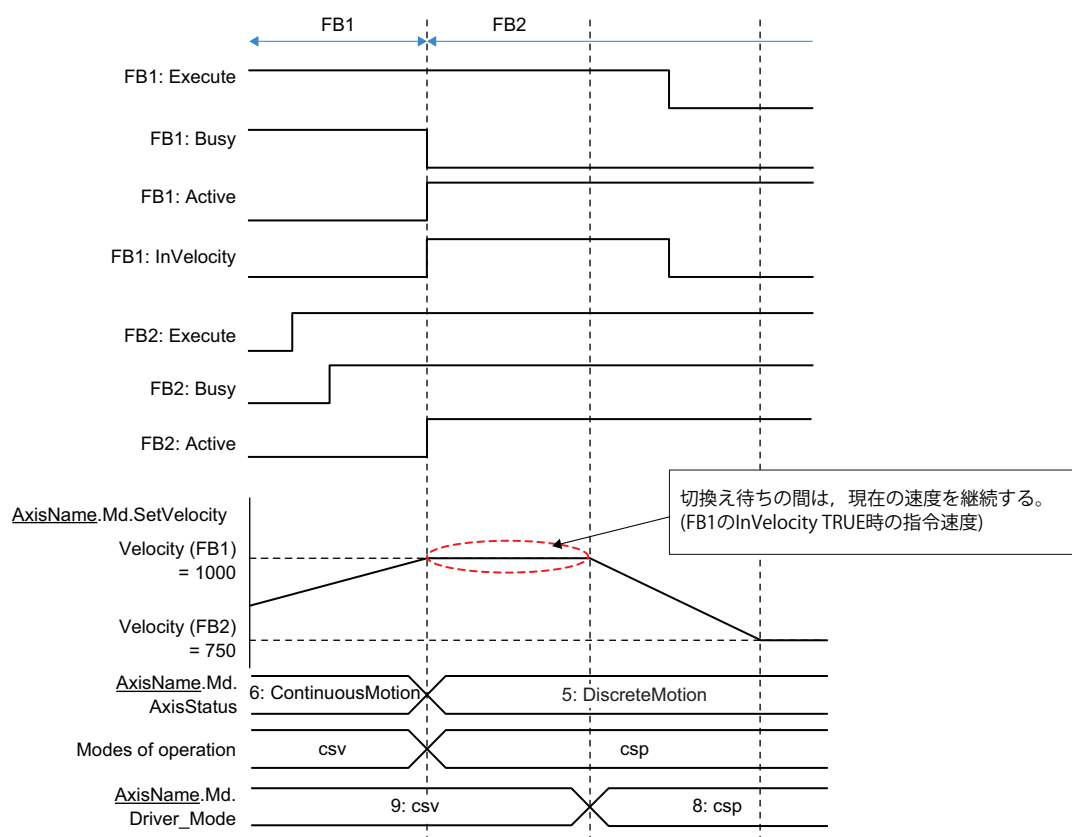 FB1
FB2
FB1: Execute
FB1: Busy
FB1: Active
FB1: InVelocity
FB2: Execute
FB2: Busy
FB2: Active
切換え待ちの間は，現在の速度を継続する。
(FB1のInVelocity TRUE時の指令速度)
AxisName.Md.SetVelocity
Velocity (FB1)
= 1000
Velocity (FB2)
= 750
AxisName.Md.
AxisStatus
6: ContinuousMotion
5: DiscreteMotion
Modes of operation
csv
csp
AxisName.Md.
Driver_Mode
9: csv
8: csp